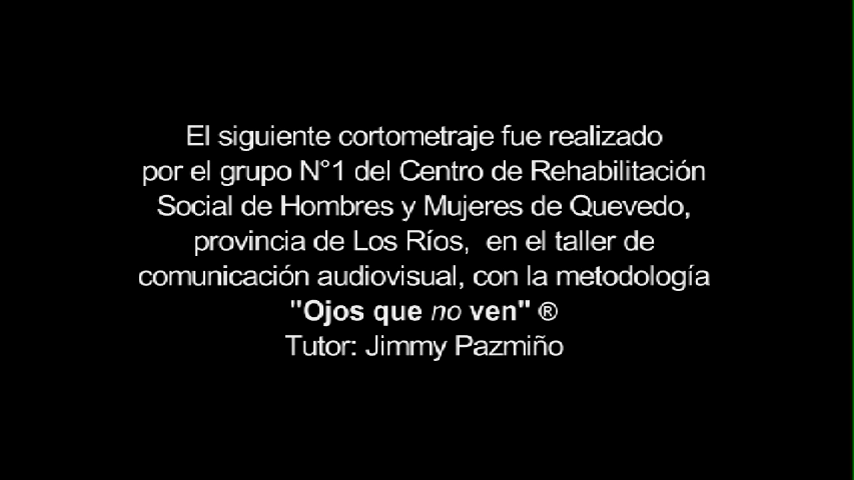 El siguiente cortometraje fue realizado
por el grupo N°1 del Centro de Rehabilitación
Social de Hombres y Mujeres de Quevedo,
provincia de Los Ríos,  en el taller de
comunicación audiovisual, con la metodología
"Ojos que no ven" ®
Tutor: Jimmy Pazmiño